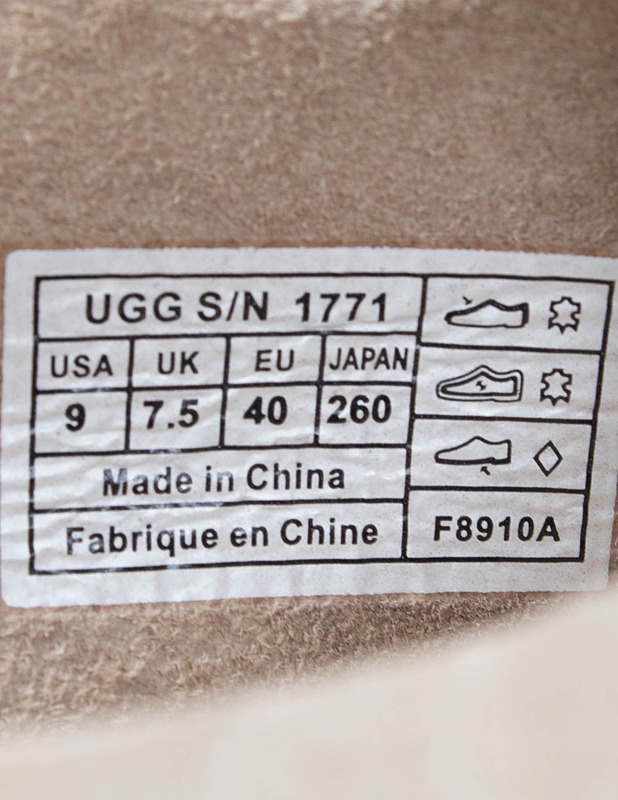 UGG S/N 1771
USA UK EU JAPAN
9 7.5 40 260
Made in China
Fabrique en Chine
F8910A